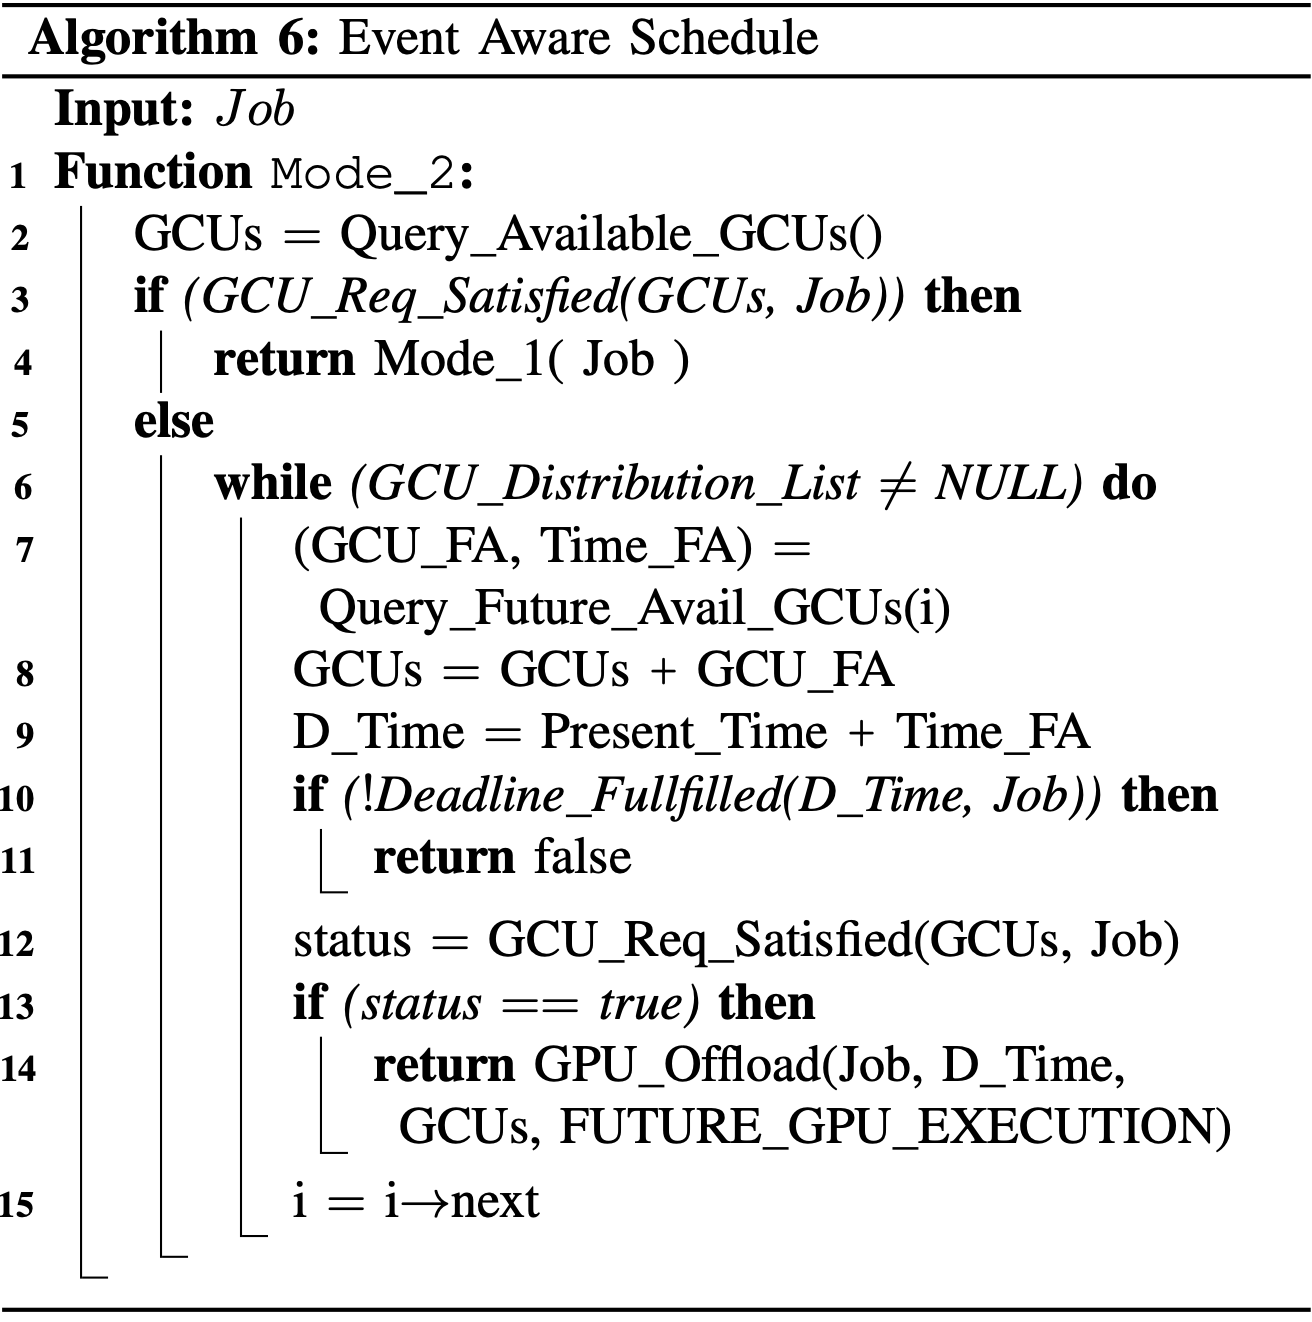 Algorithm 6: Event Aware Schedule
Input: Job
1 Function Mode_2:
2 GCUs = Query_Available_GCUs()
3 if (GCU_Req_Satisfied(GCUs, Job)) then
4 return Mode_1( Job )
5 else
6 while (GCU_Distribution_List ≠ NULL) do
7 (GCU_FA, Time_FA) =
Query_Future_Avail_GCUs(i)
8 GCUs = GCUs + GCU_FA
9 D_Time = Present_Time + Time_FA
10 if (!Deadline_Fullfilled(D_Time, Job)) then
11 return false
12 status = GCU_Req_Satisfied(GCUs, Job)
13 if (status == true) then
14 return GPU_Offload(Job, D_Time,
GCUs, FUTURE_GPU_EXECUTION)
15 i = i→next